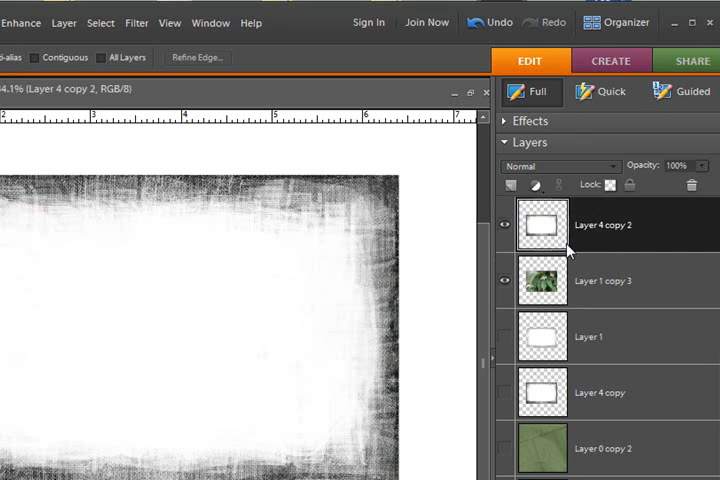 Enhance Layer Select Filter Analysis View Window Help Sign In Join Now Undo Redo Organizer
Contiguous All Layers Refine Edge...
EDIT CREATE SHARE
(Layer 4 copy 2, RGB/8)
Full Quick Guided
2 3 4 5 6 7
Effects
Layers
Normal Opacity: 100%
Lock:
Layer 4 copy 2
Layer 1 copy 3
Layer 1
Layer 4 copy
Layer 0 copy 2